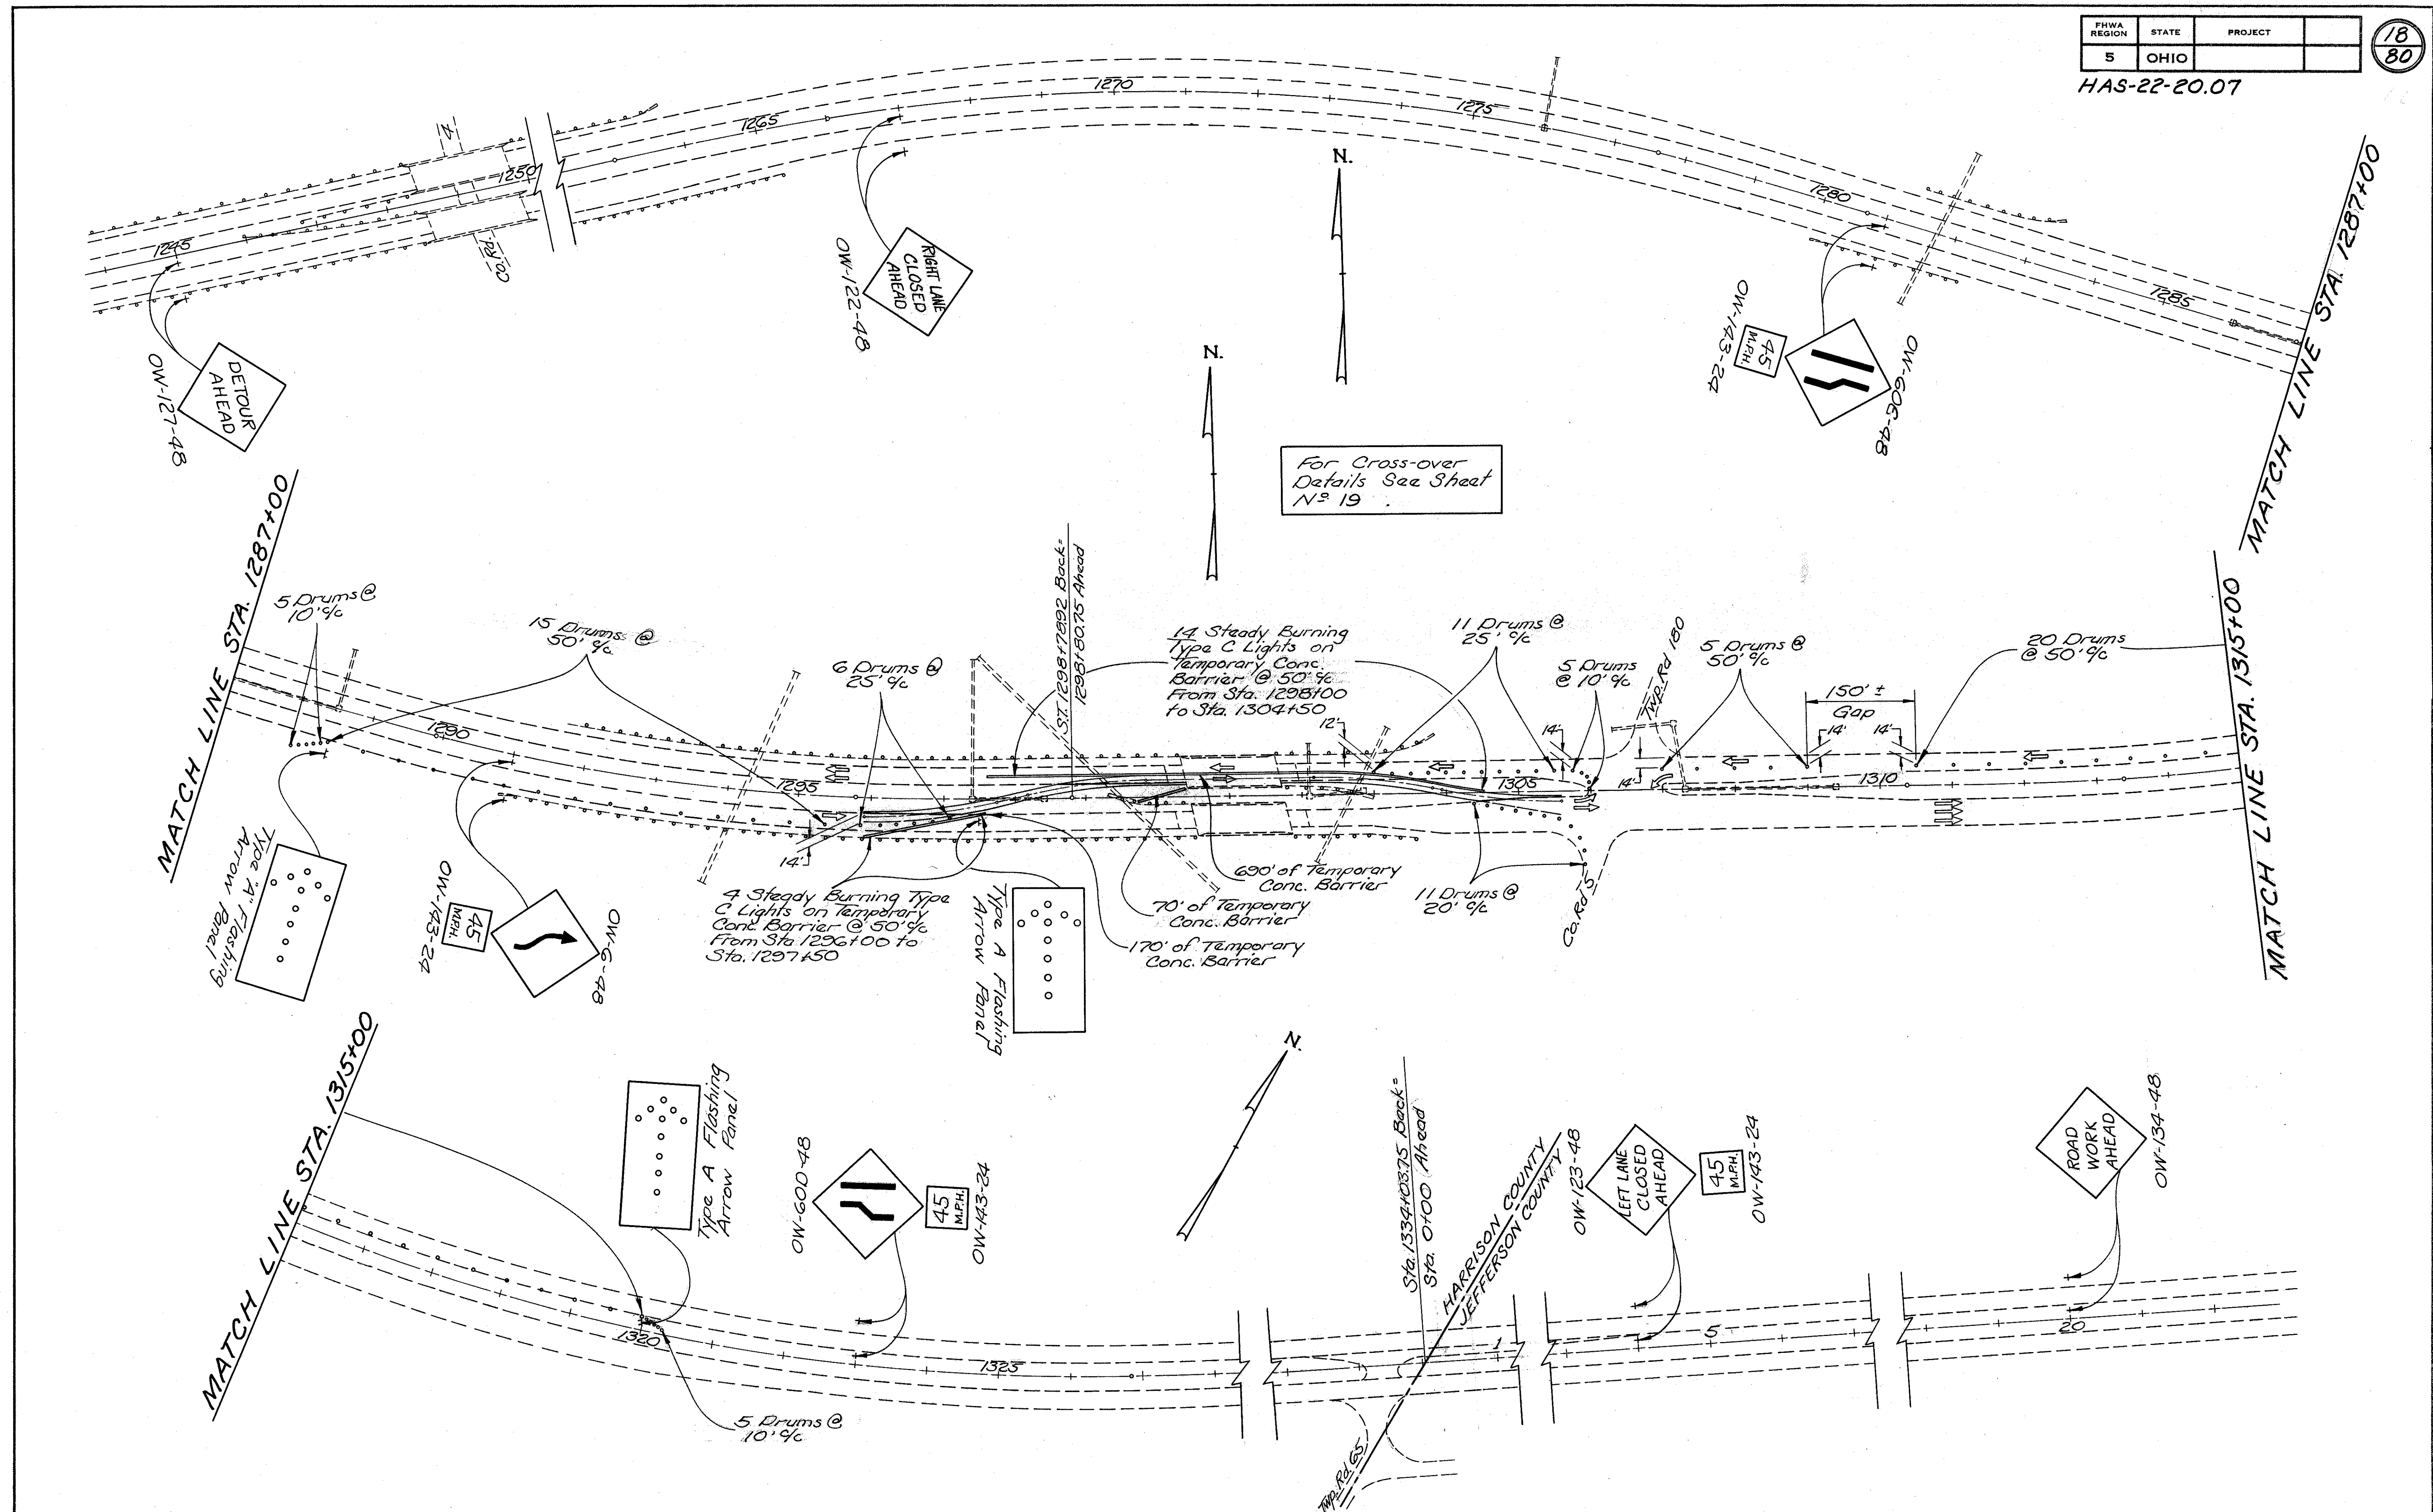 FHWA REGION
STATE
PROJECT
5
OHIO
18
80
HAS-22-20.07
1245
1250
1265
1270
1275
1280
1285
Co. Rd.
DETOUR
AHEAD
OW-127-48
RIGHT LANE
CLOSED
AHEAD
OW-122-48
N.
45
M.P.H.
OW-143-24
OW-60E-48
MATCH LINE STA. 1287+00
N.
For Cross-over
Details See Sheet
Nº 19
MATCH LINE STA. 1287+00
5 Drums @
10' c/c
15 Drums @
50' c/c
6 Drums @
25' c/c
S.T. 1298+78.92 Back=
1298+80.75 Ahead
14 Steady Burning
Type C Lights on
Temporary Conc.
Barrier @ 50' c/c
From Sta. 1298+00
to Sta. 1304+50
11 Drums @
25' c/c
5 Drums
@ 10' c/c
Twp. Rd 180
5 Drums @
50' c/c
150' ±
Gap
20 Drums
@ 50' c/c
MATCH LINE STA. 1315+00
12'
14'
14'
14'
14'
14'
1290
1295
1305
1310
Type "A" Flashing
Arrow Panel
45
M.P.H.
OW-143-24
OW-6-48
4 Steady Burning Type
C Lights on Temporary
Conc. Barrier @ 50' c/c
From Sta. 1296+00 to
Sta. 1297+50
Type A Flashing
Arrow Panel
690' of Temporary
Conc. Barrier
70' of Temporary
Conc. Barrier
170' of Temporary
Conc. Barrier
11 Drums @
20' c/c
Co. Rd 5
MATCH LINE STA. 1315+00
Type A Flashing
Arrow Panel
OW-60D-48
45
M.P.H.
OW-143-24
N.
Sta. 1334+03.75 Back=
Sta. 0+00 Ahead
HARRISON COUNTY
JEFFERSON COUNTY
OW-123-48
LEFT LANE
CLOSED
AHEAD
45
M.P.H.
OW-143-24
ROAD
WORK
AHEAD
OW-134-48
1320
1325
1
5
20
5 Drums @
10' c/c
Twp. Rd. 65